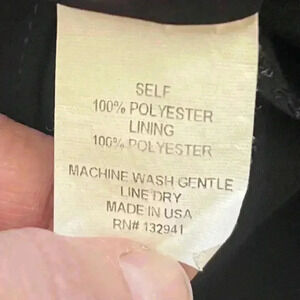 SELF
100% POLYESTER
LINING
100% POLYESTER
MACHINE WASH GENTLE
LINE DRY
MADE IN USA
RN# 132941